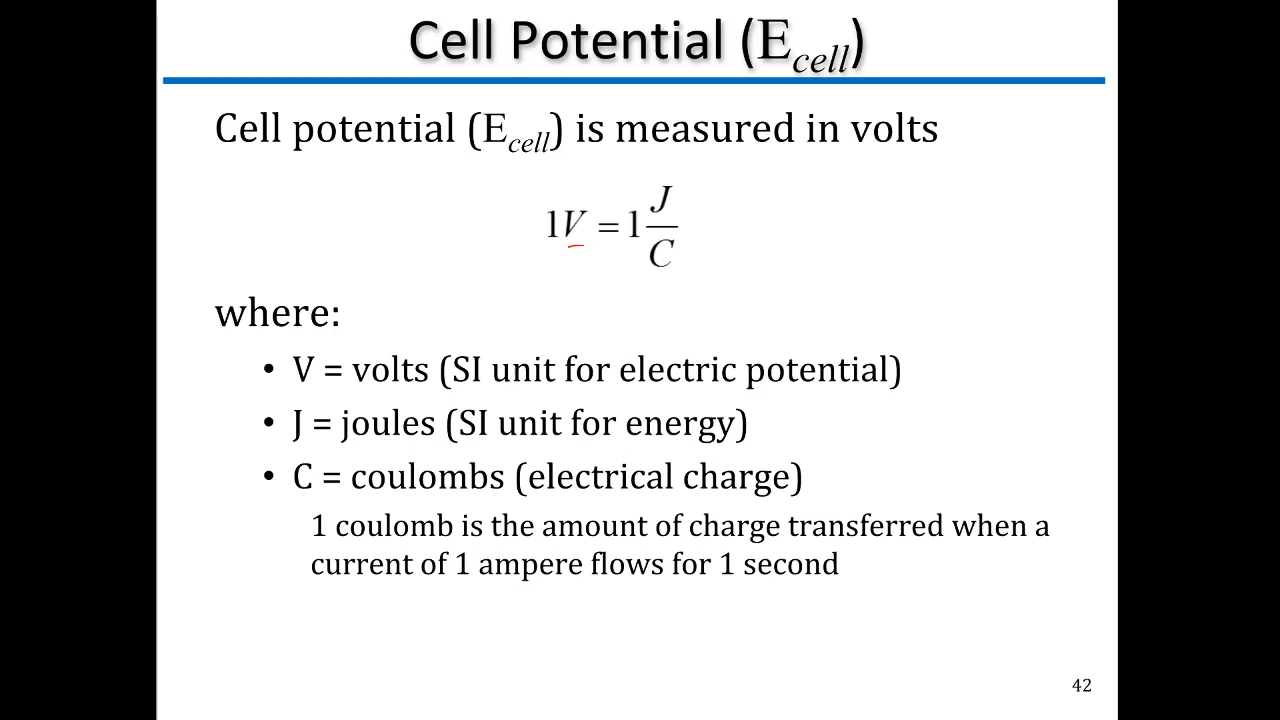 Cell Potential (E_cell)
Cell potential (E_cell) is measured in volts
1V = 1 J/C
where:
• V = volts (SI unit for electric potential)
• J = joules (SI unit for energy)
• C = coulombs (electrical charge)
1 coulomb is the amount of charge transferred when a
current of 1 ampere flows for 1 second
42